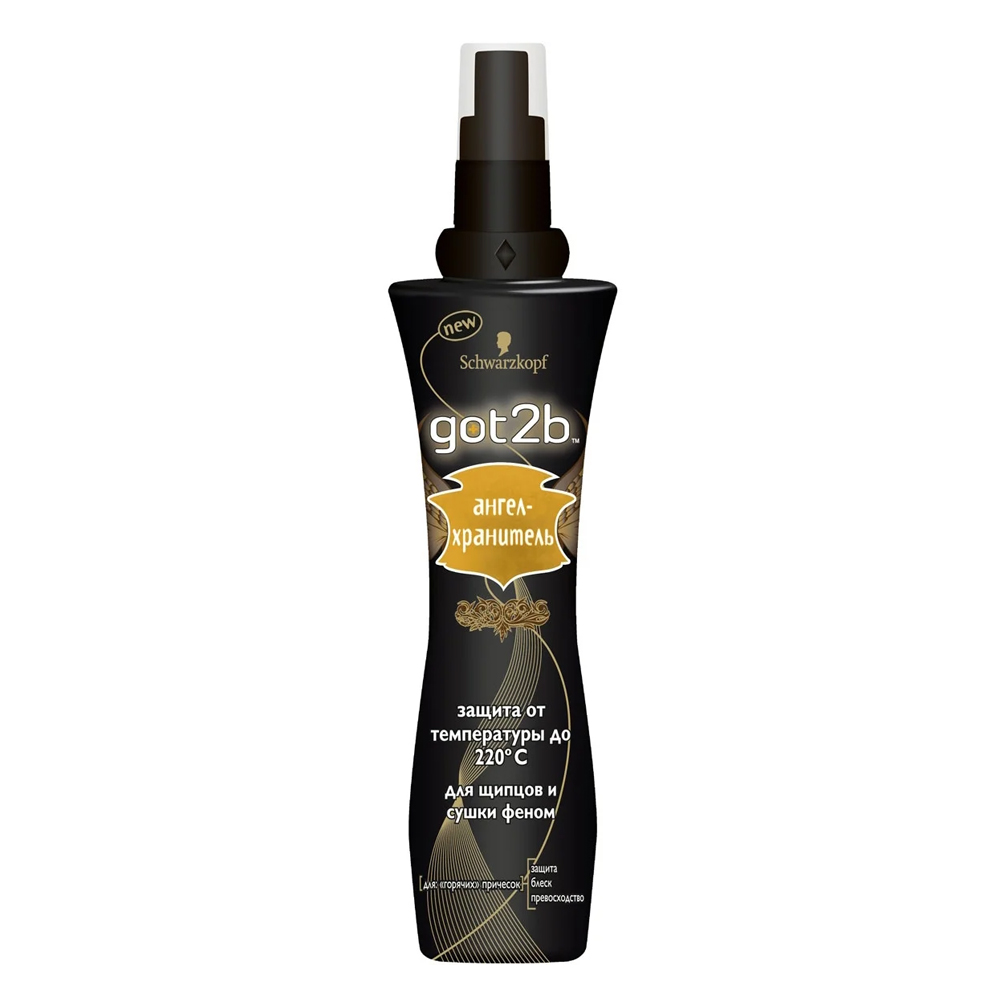 new
Schwarzkopf
got2b™
ангел-
хранитель
защита от
температуры до
220° C
для щипцов и
сушки феном
для: «горячих» причесок
защита
блеск
превосходство